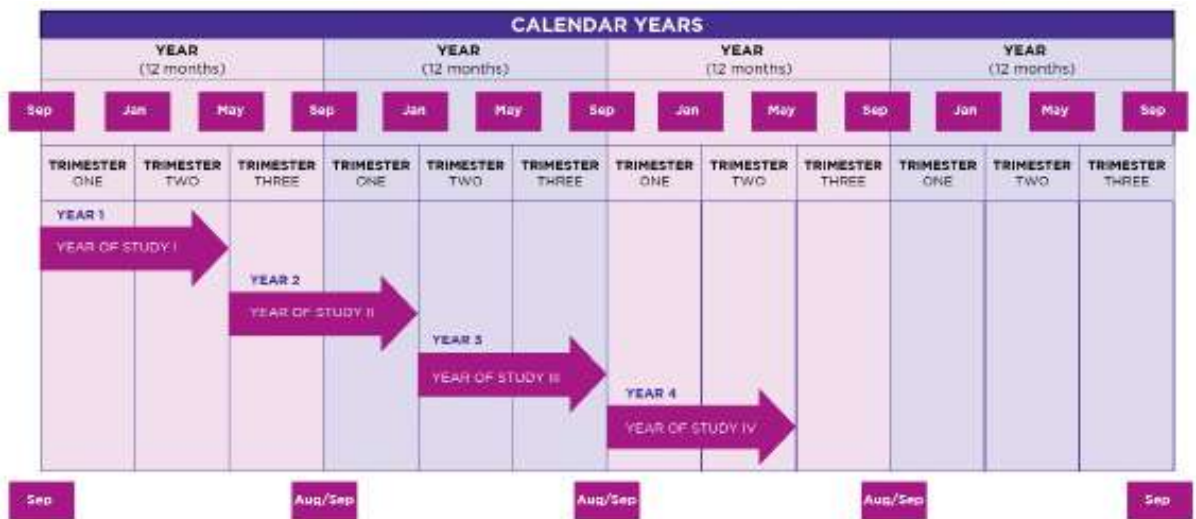 CALENDAR YEARS
YEAR YEAR YEAR YEAR
(12 months) (12 months) (12 months) (12 months)
Sep Jan May Sep Jan May Sep Jan May Sep Jan May Sep
TRIMESTER TRIMESTER TRIMESTER TRIMESTER TRIMESTER TRIMESTER TRIMESTER TRIMESTER TRIMESTER TRIMESTER TRIMESTER TRIMESTER
ONE TWO THREE ONE TWO THREE ONE TWO THREE ONE TWO THREE
YEAR 1
YEAR OF STUDY I
YEAR 2
YEAR OF STUDY II
YEAR 3
YEAR OF STUDY III
YEAR 4
YEAR OF STUDY IV
Sep Aug/Sep Aug/Sep Aug/Sep Sep